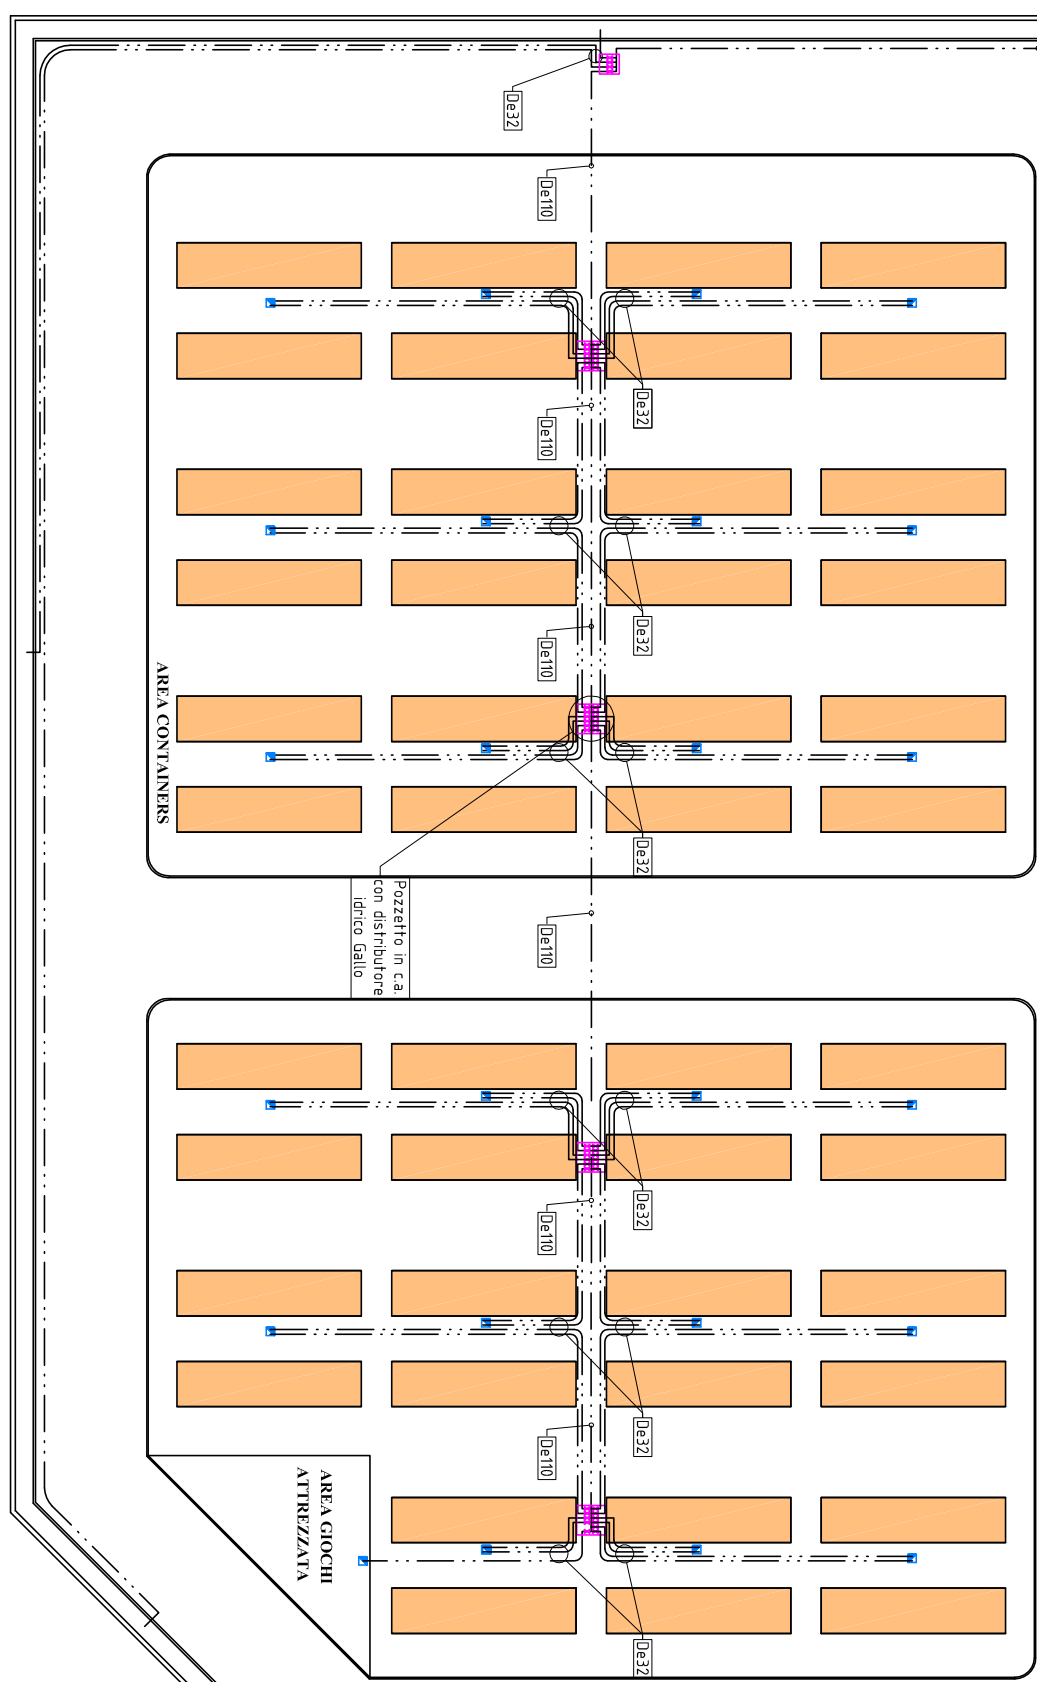 De32
De110
De32
De110
De32
De110
AREA CONTAINERS
De32
Pozzetto in c.a.
con distributore
idrico Gallo
De110
De32
De110
De32
De110
AREA GIOCHI
ATTREZZATA
De32